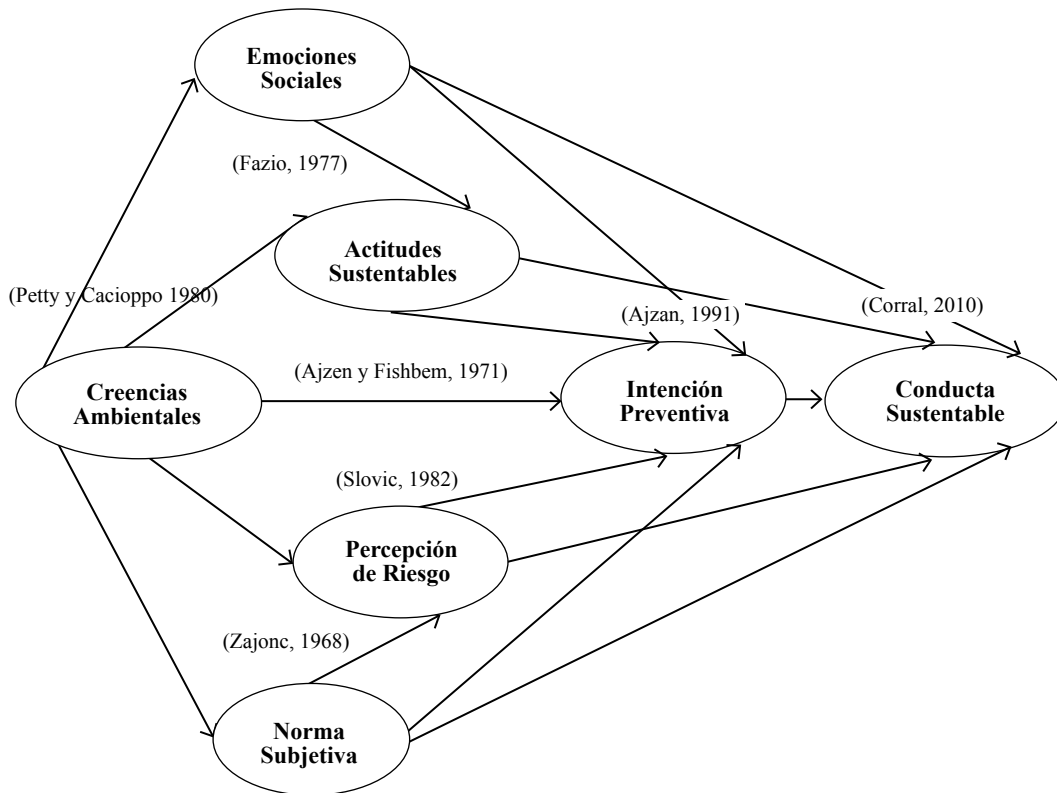 Emociones
Sociales
(Fazio, 1977)
Actitudes
Sustentables
(Petty y Cacioppo 1980)
(Ajzan, 1991)
(Corral, 2010)
(Ajzen y Fishbem, 1971)
Creencias
Ambientales
Intención
Preventiva
Conducta
Sustentable
(Slovic, 1982)
Percepción
de Riesgo
(Zajonc, 1968)
Norma
Subjetiva